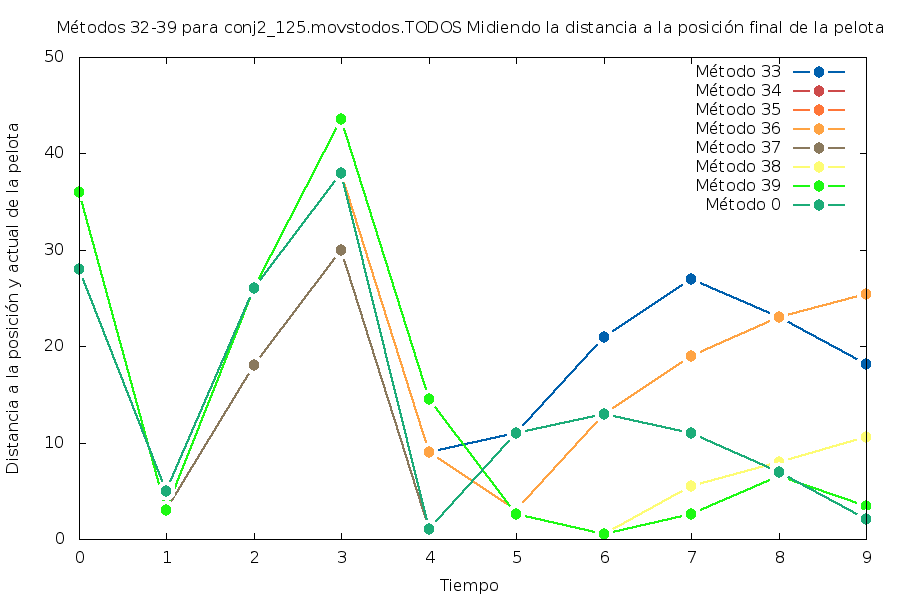 Métodos 32-39 para conj2_125.movstodos.TODOS Midiendo la distancia a la posición final de la pelota
50
40
30
20
10
0
Distancia a la posición y actual de la pelota
Método 33
Método 34
Método 35
Método 36
Método 37
Método 38
Método 39
Método 0
0 1 2 3 4 5 6 7 8 9
Tiempo